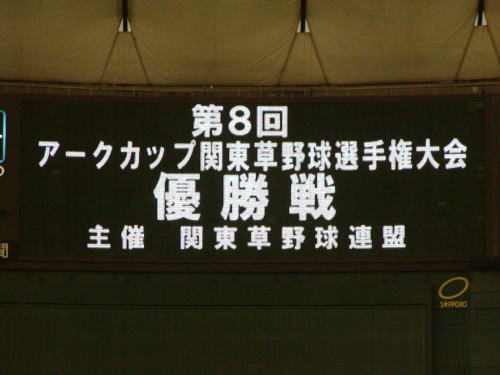 第8回
アークカップ関東草野球選手権大会
優勝戦
主催 関東草野球連盟
聞
SAPPORO